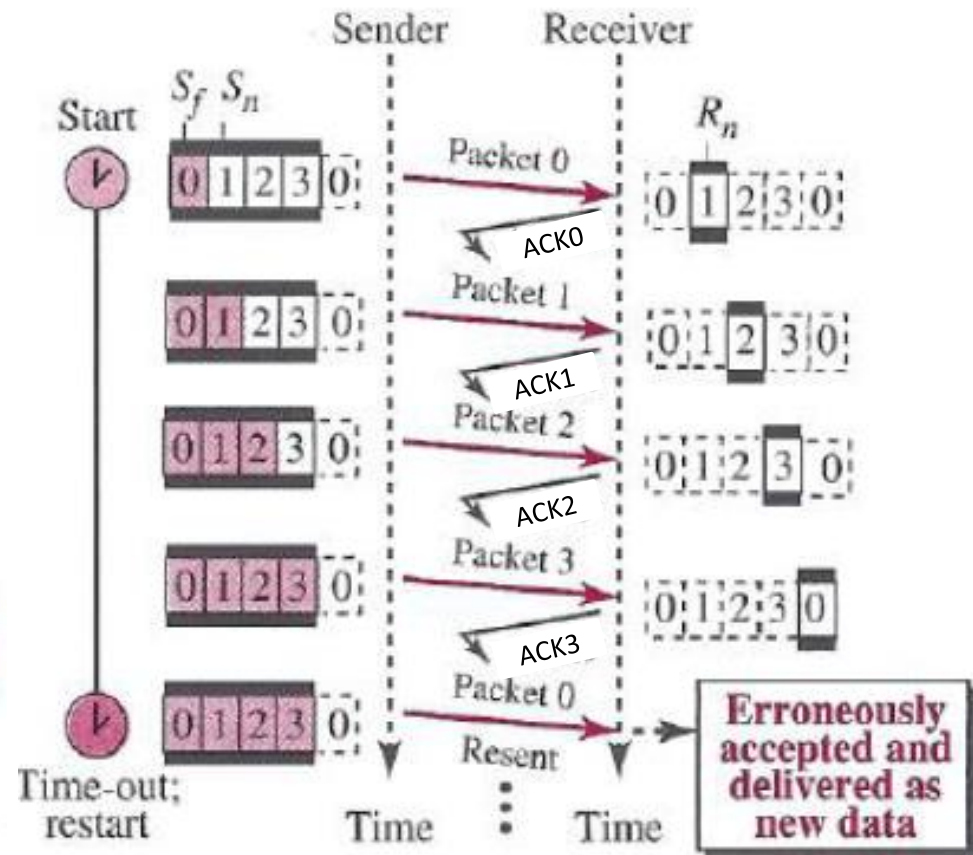 Sender Receiver
Start
Sf Sn
Rn
0 1 2 3 0
Packet 0
0 1 2 3 0
ACK0
0 1 2 3 0
Packet 1
0 1 2 3 0
ACK1
0 1 2 3 0
Packet 2
0 1 2 3 0
ACK2
0 1 2 3 0
Packet 3
0 1 2 3 0
ACK3
0 1 2 3 0
Packet 0
Resent
Erroneously
accepted and
delivered as
new data
Time-out;
restart
Time
Time